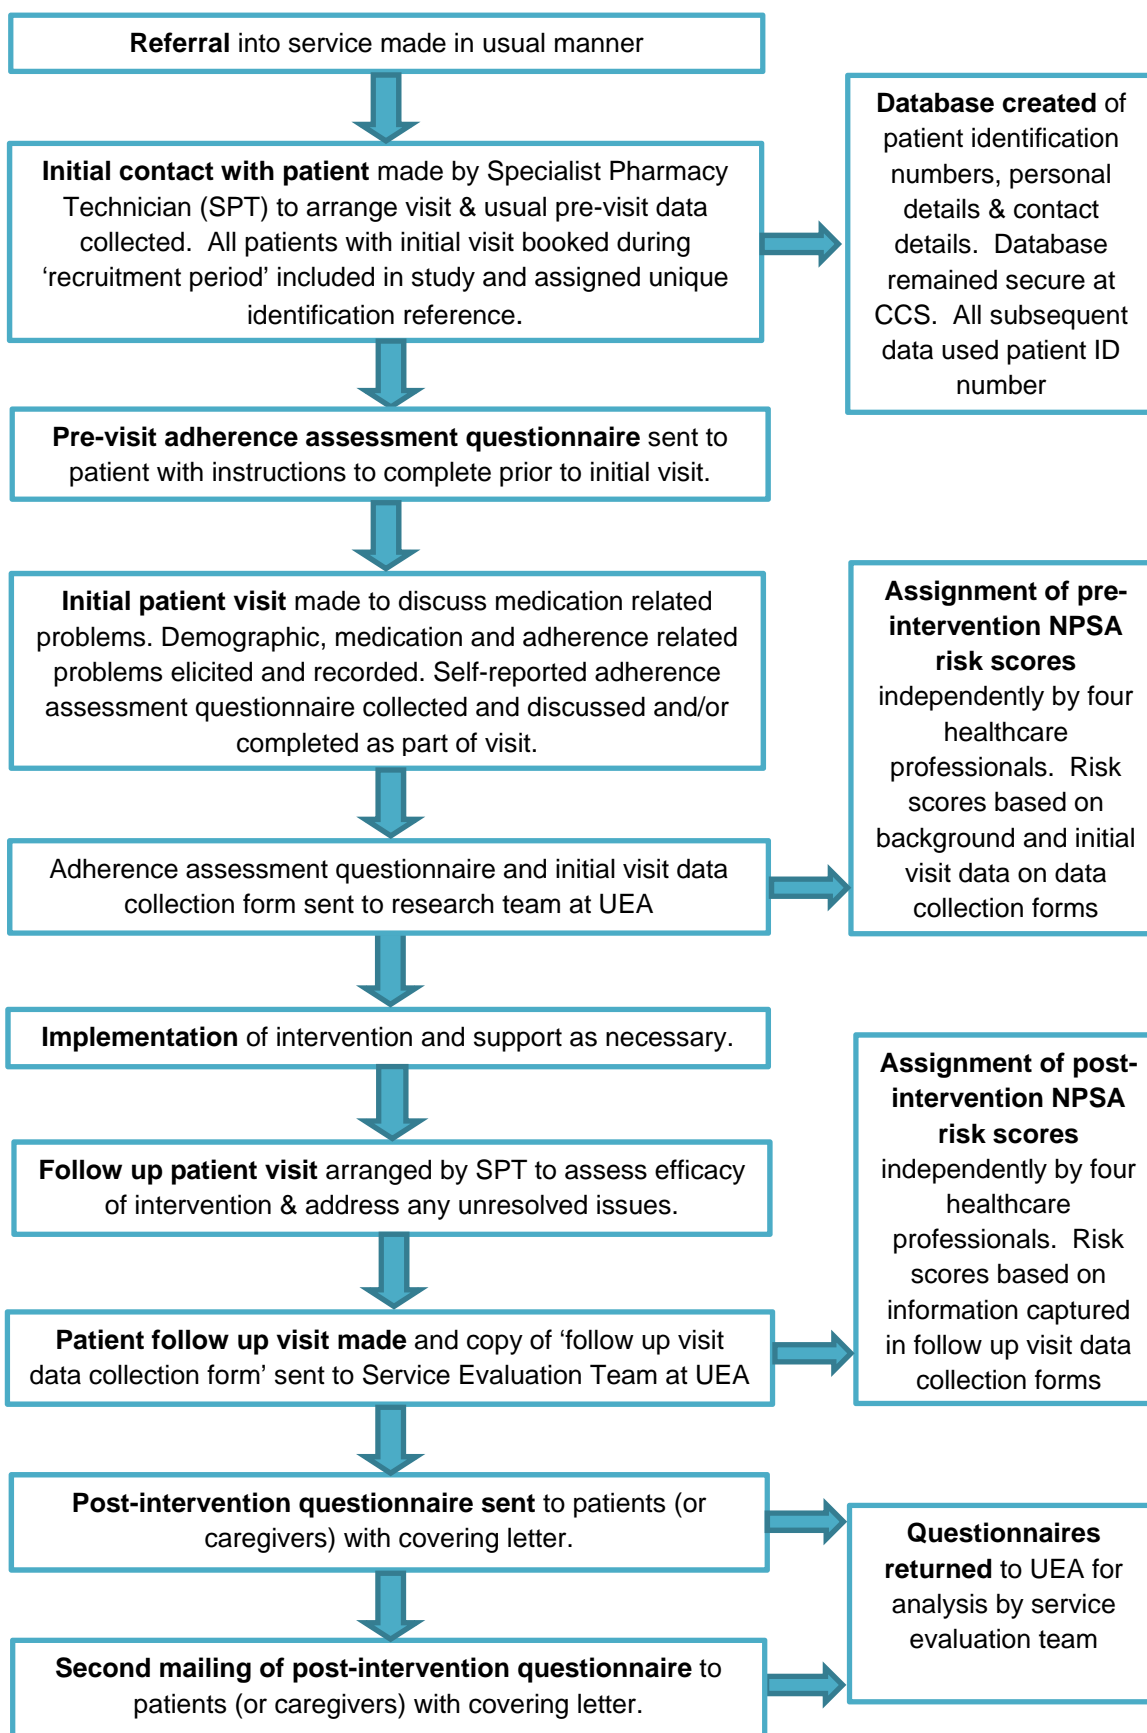 Referral into service made in usual manner
Initial contact with patient made by Specialist Pharmacy
Technician (SPT) to arrange visit & usual pre-visit data
collected.  All patients with initial visit booked during
‘recruitment period’ included in study and assigned unique
identification reference.
Database created of
patient identification
numbers, personal
details & contact
details.  Database
remained secure at
CCS.  All subsequent
data used patient ID
number
Pre-visit adherence assessment questionnaire sent to
patient with instructions to complete prior to initial visit.
Initial patient visit made to discuss medication related
problems. Demographic, medication and adherence related
problems elicited and recorded. Self-reported adherence
assessment questionnaire collected and discussed and/or
completed as part of visit.
Adherence assessment questionnaire and initial visit data
collection form sent to research team at UEA
Assignment of pre-
intervention NPSA
risk scores
independently by four
healthcare
professionals.  Risk
scores based on
background and initial
visit data on data
collection forms
Implementation of intervention and support as necessary.
Follow up patient visit arranged by SPT to assess efficacy
of intervention & address any unresolved issues.
Patient follow up visit made and copy of ‘follow up visit
data collection form’ sent to Service Evaluation Team at UEA
Assignment of post-
intervention NPSA
risk scores
independently by four
healthcare
professionals.  Risk
scores based on
information captured
in follow up visit data
collection forms
Post-intervention questionnaire sent to patients (or
caregivers) with covering letter.
Second mailing of post-intervention questionnaire to
patients (or caregivers) with covering letter.
Questionnaires
returned to UEA for
analysis by service
evaluation team